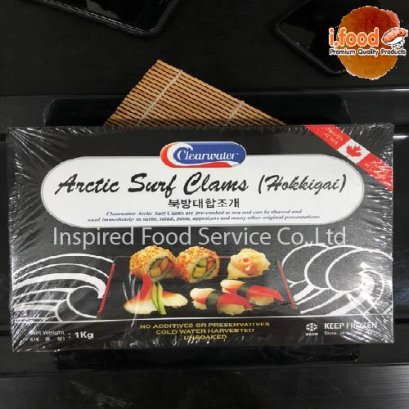 i.food
Premium Quality Products
Clearwater
Arctic Surf Clams (Hokkigai)
북방대합조개
Clearwater Arctic Surf Clams are pre-cooked at sea and can be thawed and
used immediately in sushi, salad, pasta, appetizers and many other original presentations
Inspired Food Service Co.,Ltd
Net Weight : 1Kg
NO ADDITIVES OR PRESERVATIVES
COLD WATER HARVESTED
UNSOAKED
KEEP FROZEN